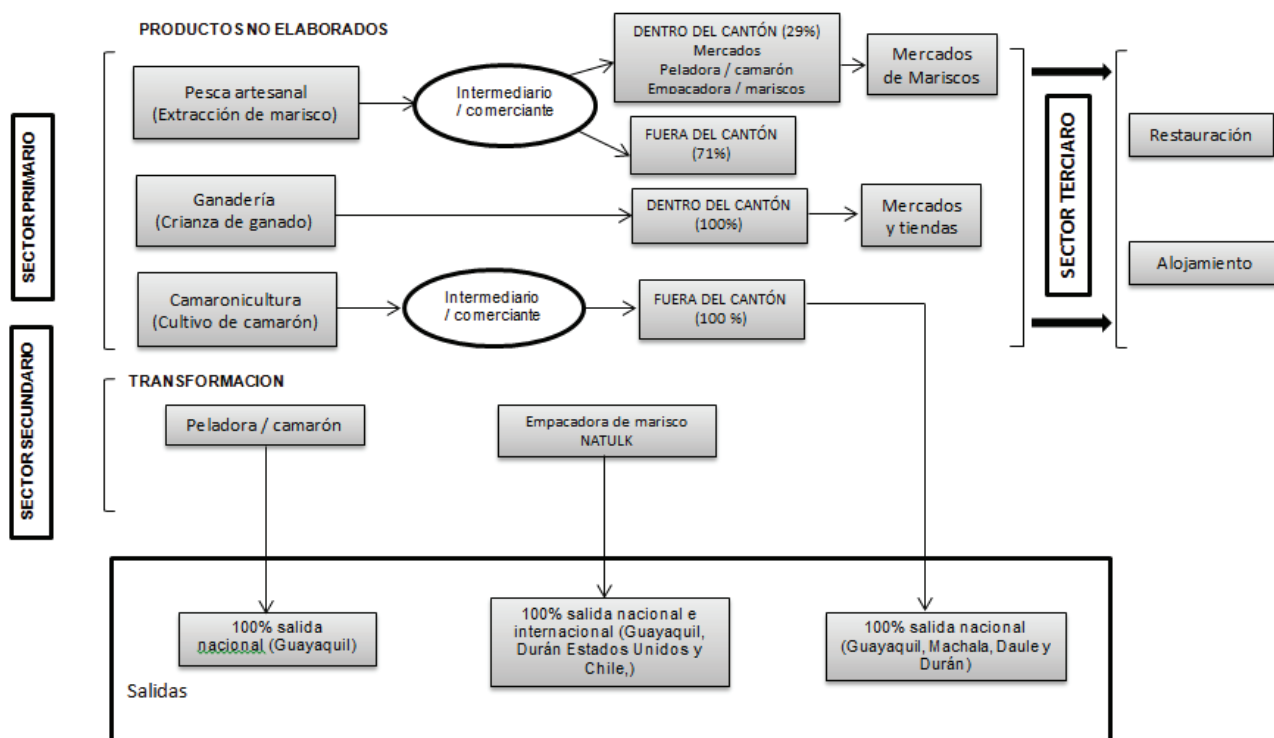 PRODUCTOS NO ELABORADOS
SECTOR PRIMARIO
Pesca artesanal
(Extracción de marisco)
Intermediario
/ comerciante
DENTRO DEL CANTÓN (29%)
Mercados
Peladora / camarón
Empacadora / mariscos
Mercados
de Mariscos
FUERA DEL CANTÓN
(71%)
Ganadería
(Crianza de ganado)
DENTRO DEL CANTÓN
(100%)
Mercados
y tiendas
Camaronicultura
(Cultivo de camarón)
Intermediario
/ comerciante
FUERA DEL CANTÓN
(100 %)
SECTOR TERCIARO
Restauración
Alojamiento
SECTOR SECUNDARIO
TRANSFORMACION
Peladora / camarón
Empacadora de marisco
NATULK
100% salida
nacional (Guayaquil)
100% salida nacional e
internacional (Guayaquil,
Durán Estados Unidos y
Chile,)
100% salida nacional
(Guayaquil, Machala, Daule y
Durán)
Salidas